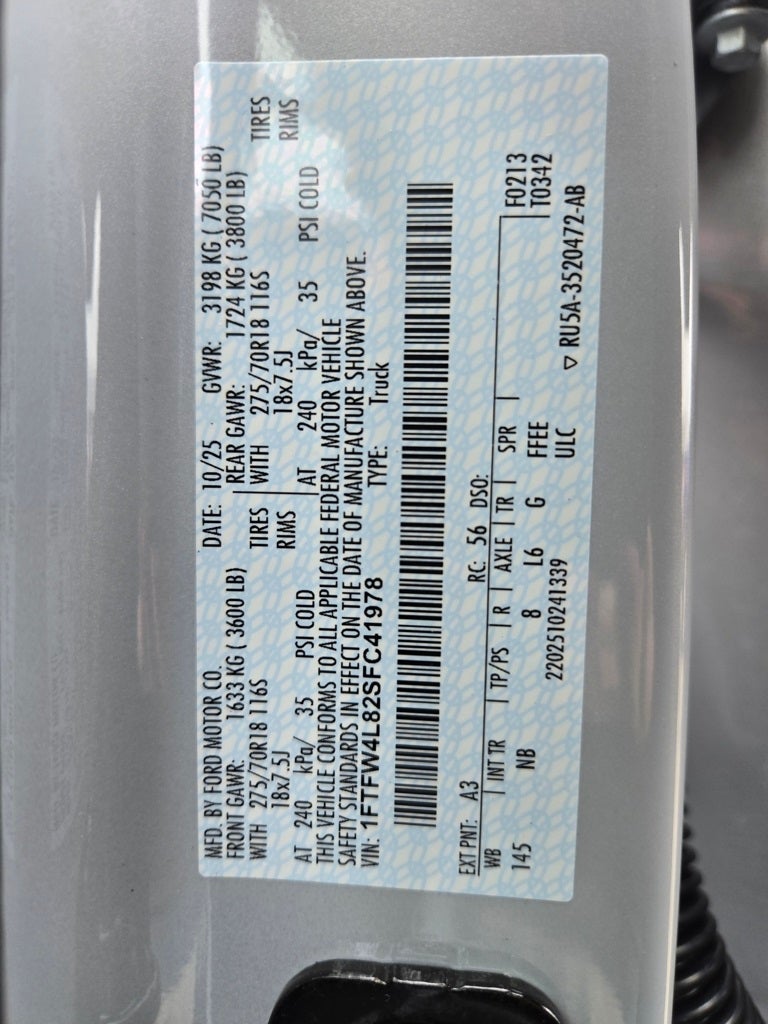 MFD. BY FORD MOTOR CO. DATE: 10/25 GVWR: 3198 KG ( 7050 LB)
FRONT GAWR: 1633 KG ( 3600 LB) REAR GAWR: 1724 KG ( 3800 LB)
WITH 275/70R18 116S TIRES WITH 275/70R18 116S TIRES
18x7.5J RIMS 18x7.5J RIMS
AT 240 kPa/ 35 PSI COLD AT 240 kPa/ 35 PSI COLD
THIS VEHICLE CONFORMS TO ALL APPLICABLE FEDERAL MOTOR VEHICLE
SAFETY STANDARDS IN EFFECT ON THE DATE OF MANUFACTURE SHOWN ABOVE.
VIN: 1FTFW4L82SFC41978 TYPE: Truck
EXT PNT: A3 RC: 56 DSO:
WB INT TR TP/PS R AXLE TR SPR F0213
145 NB 8 L6 G FFEE T0342
2202510241339 ULC
▽ RU5A-3520472-AB